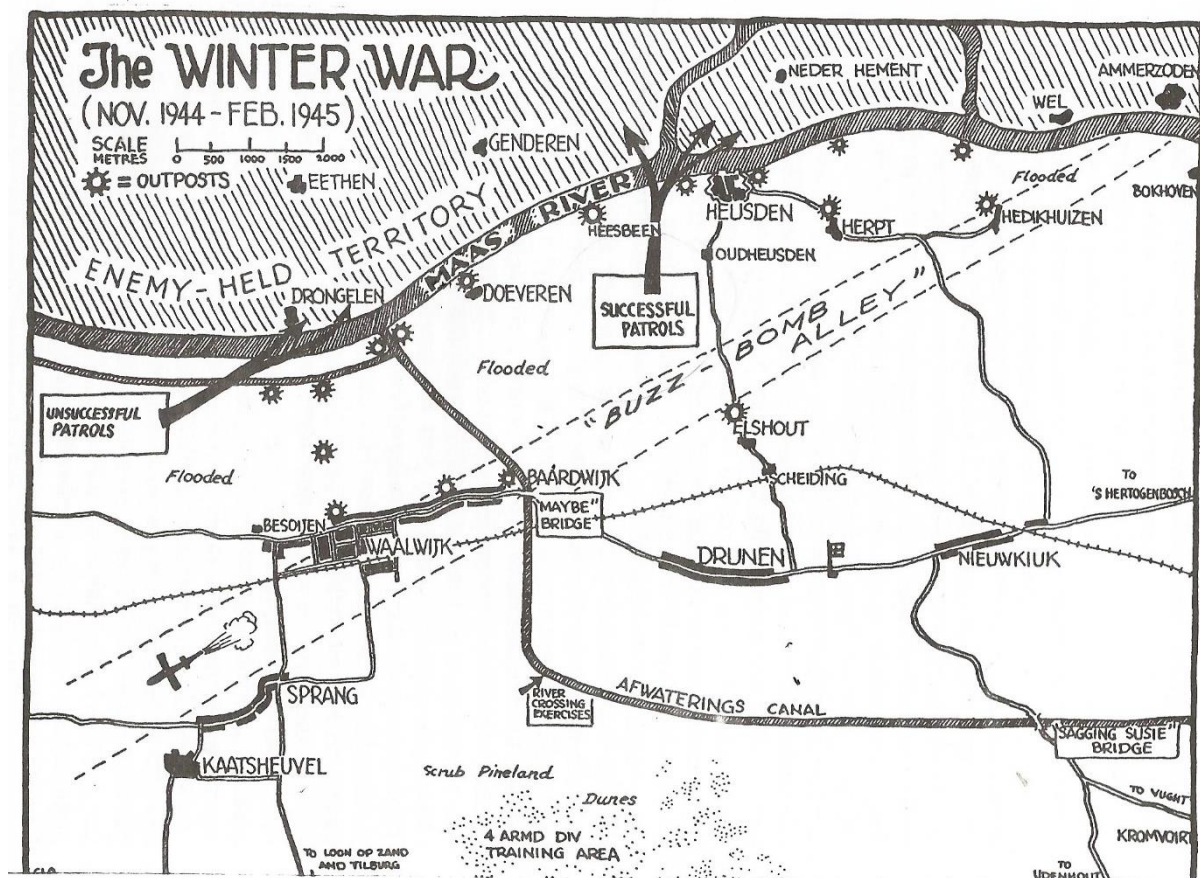 The WINTER WAR
(NOV. 1944 - FEB. 1945)
SCALE
METRES
0 500 1000 1500 2000
= OUTPOSTS
EETHEN
GENDEREN
NEDER HEMENT
AMMERZODEN
WEL
ENEMY-HELD TERRITORY
MAAS RIVER
DRONGELEN
HEESBEEN
DOEVEREN
HEUSDEN
OUDHEUSDEN
HERPT
HEDIKHUIZEN
Flooded
BOKHOVEN
SUCCESSFUL
PATROLS
UNSUCCESSFUL
PATROLS
Flooded
Flooded
"BUZZ-BOMB
ALLEY"
ELSHOUT
SCHEIDING
BAARDWIJK
MAYBE"
BRIDGE
BESOIJEN
WAALWIJK
DRUNEN
NIEUWKIUK
TO
'S HERTOGENBOSCH
SPRANG
KAATSHEUVEL
RIVER
CROSSING
EXERCISES
AFWATERINGS CANAL
"SAGGING SUSIE"
BRIDGE
Scrub Pineland
Dunes
4 ARMD DIV
TRAINING AREA
TO LOON OP ZAND
AND TILBURG
TO VUGHT
KROMVOIRT
TO
UDENHOUT